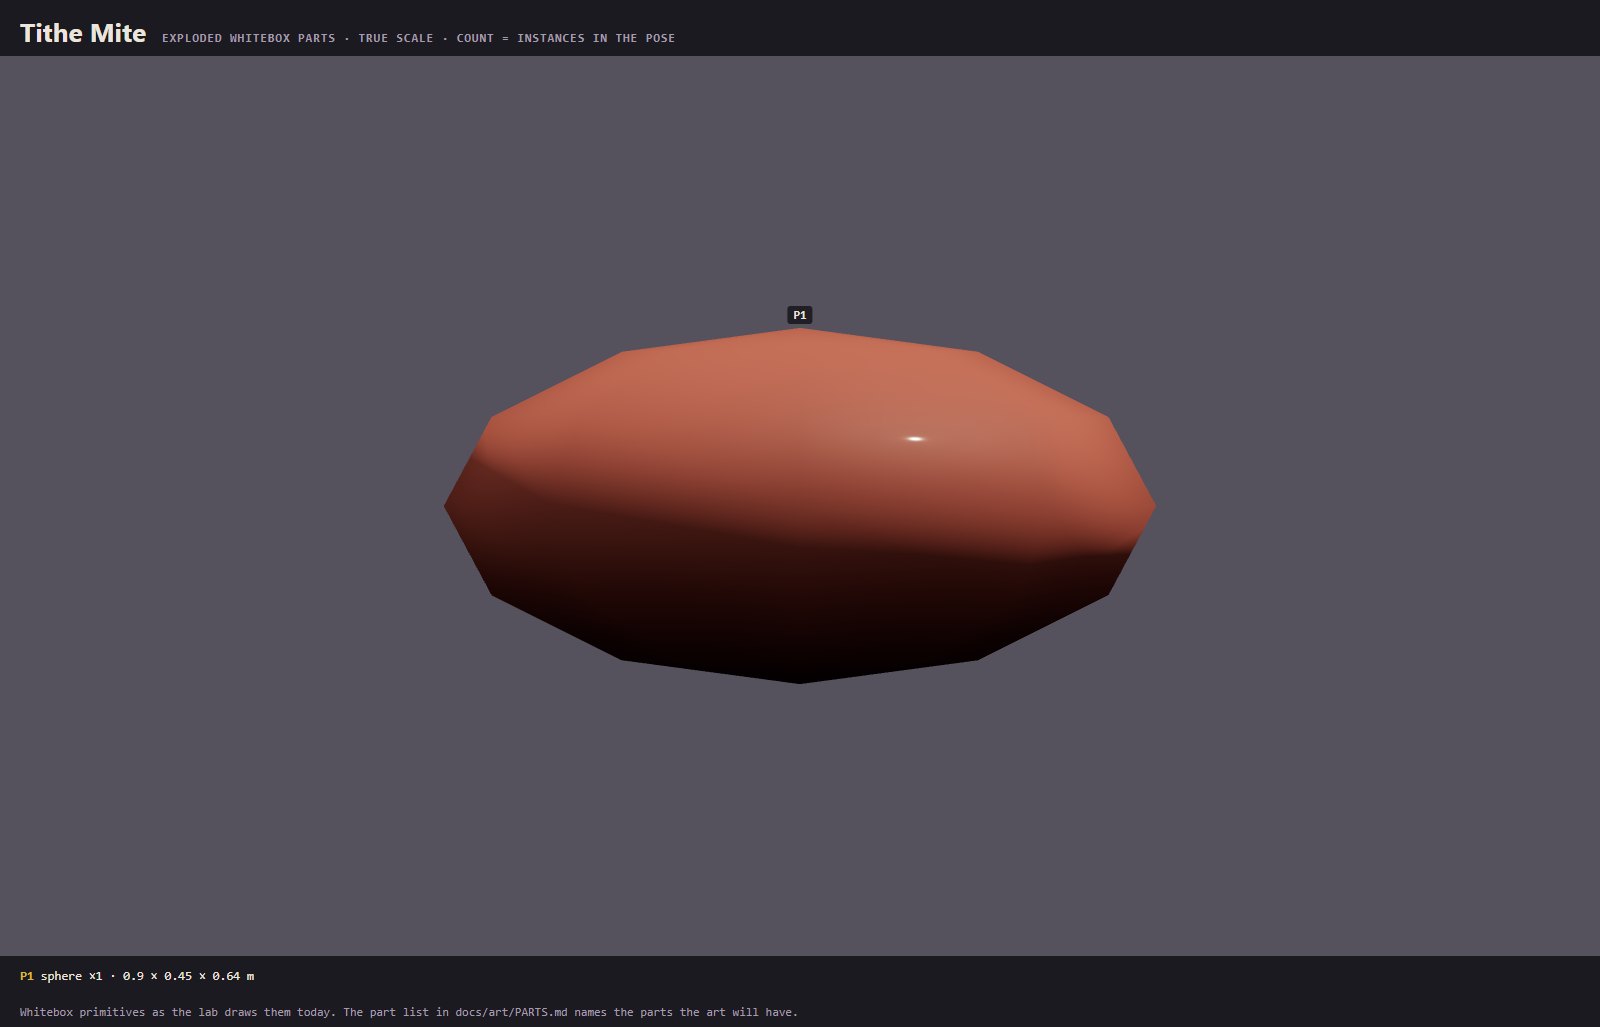 Tithe Mite EXPLODED WHITEBOX PARTS · TRUE SCALE · COUNT = INSTANCES IN THE POSE
P1
P1 sphere ×1 · 0.9 × 0.45 × 0.64 m
Whitebox primitives as the lab draws them today. The part list in docs/art/PARTS.md names the parts the art will have.